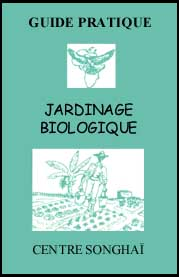 GUIDE PRATIQUE
JARDINAGE
BIOLOGIQUE
CENTRE SONGHAÏ